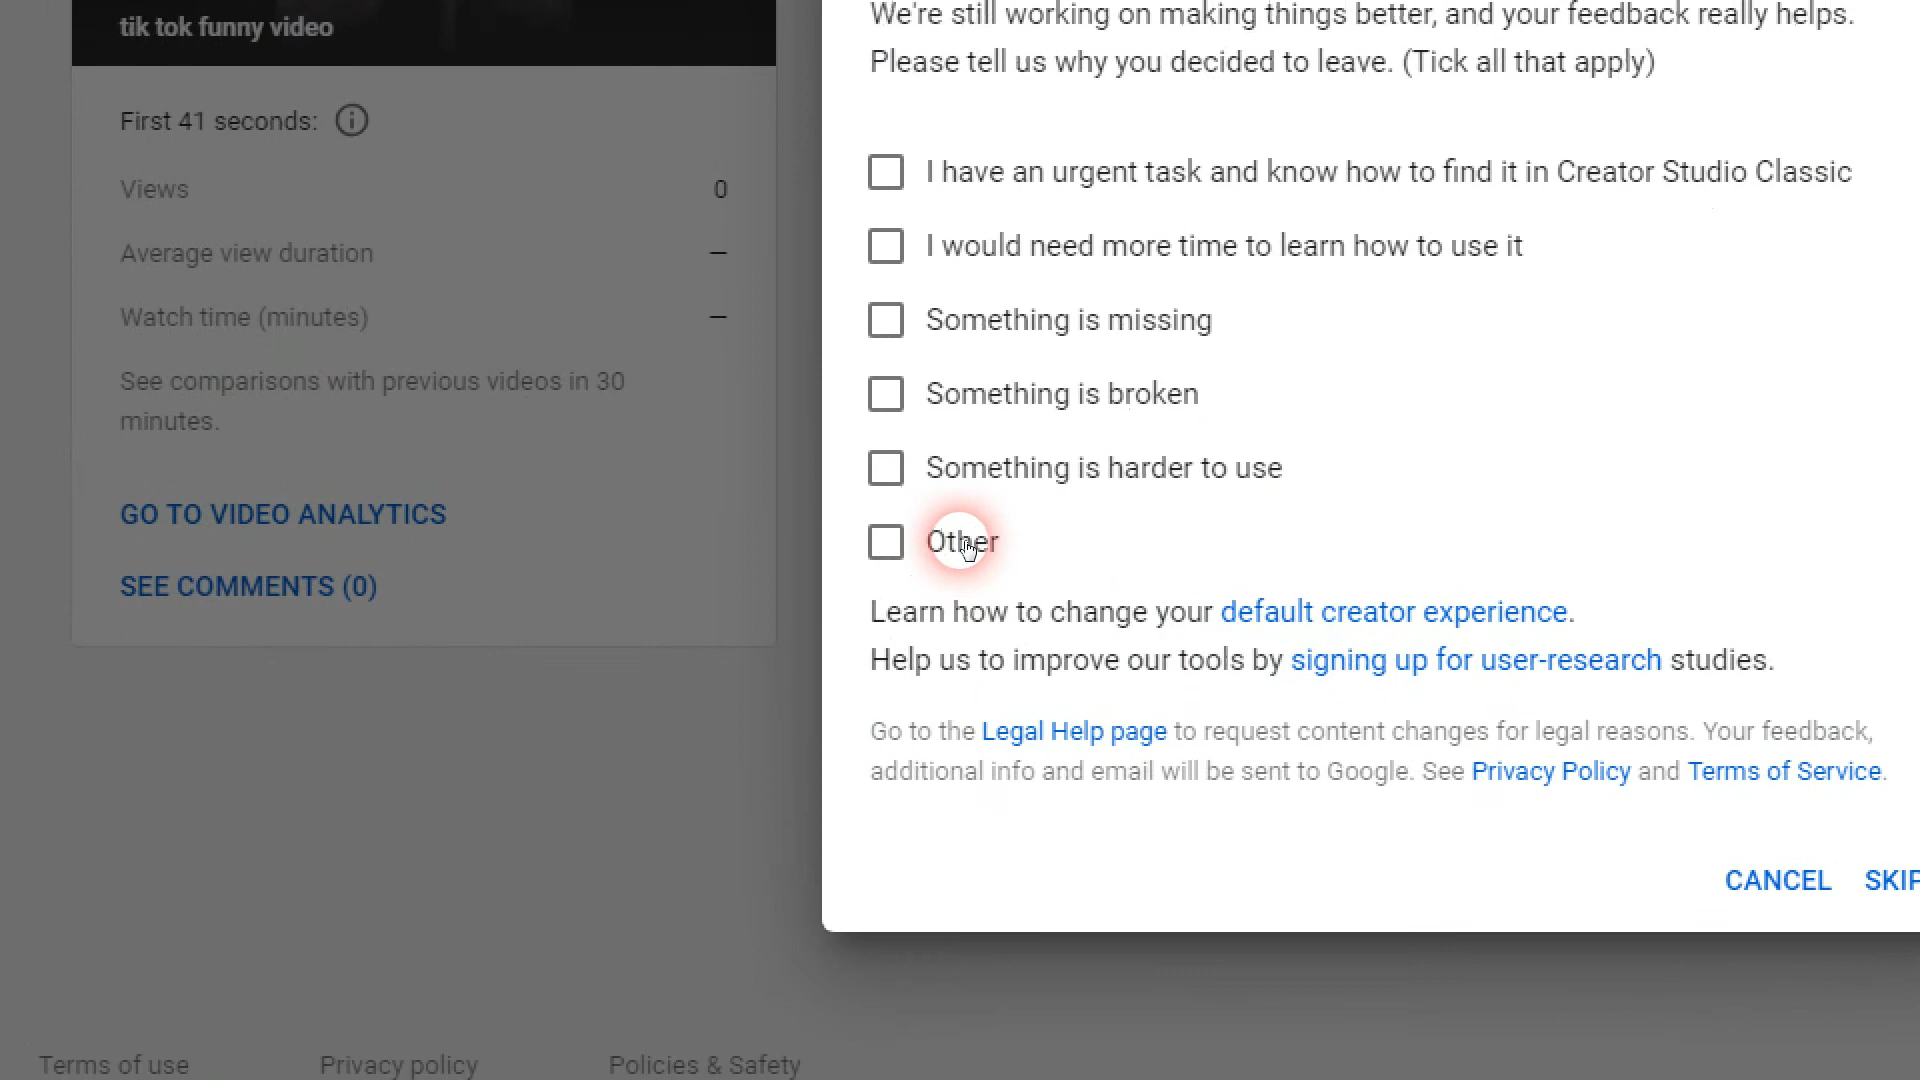 tik tok funny video
First 41 seconds:
Views 0
Average view duration —
Watch time (minutes) —
See comparisons with previous videos in 30
minutes.
GO TO VIDEO ANALYTICS
SEE COMMENTS (0)
We're still working on making things better, and your feedback really helps.
Please tell us why you decided to leave. (Tick all that apply)
I have an urgent task and know how to find it in Creator Studio Classic
I would need more time to learn how to use it
Something is missing
Something is broken
Something is harder to use
Other
Learn how to change your default creator experience.
Help us to improve our tools by signing up for user-research studies.
Go to the Legal Help page to request content changes for legal reasons. Your feedback,
additional info and email will be sent to Google. See Privacy Policy and Terms of Service.
CANCEL SKIP
Terms of use Privacy policy Policies & Safety